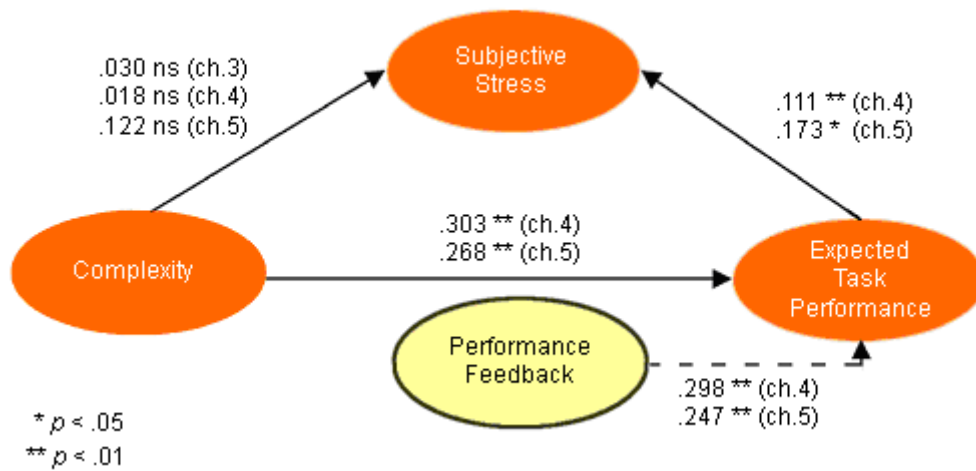 Subjective
Stress
.030 ns (ch.3)
.018 ns (ch.4)
.122 ns (ch.5)
.111 ** (ch.4)
.173 * (ch.5)
Complexity
.303 ** (ch.4)
.268 ** (ch.5)
Expected
Task
Performance
Performance
Feedback
.298 ** (ch.4)
.247 ** (ch.5)
* p < .05
** p < .01